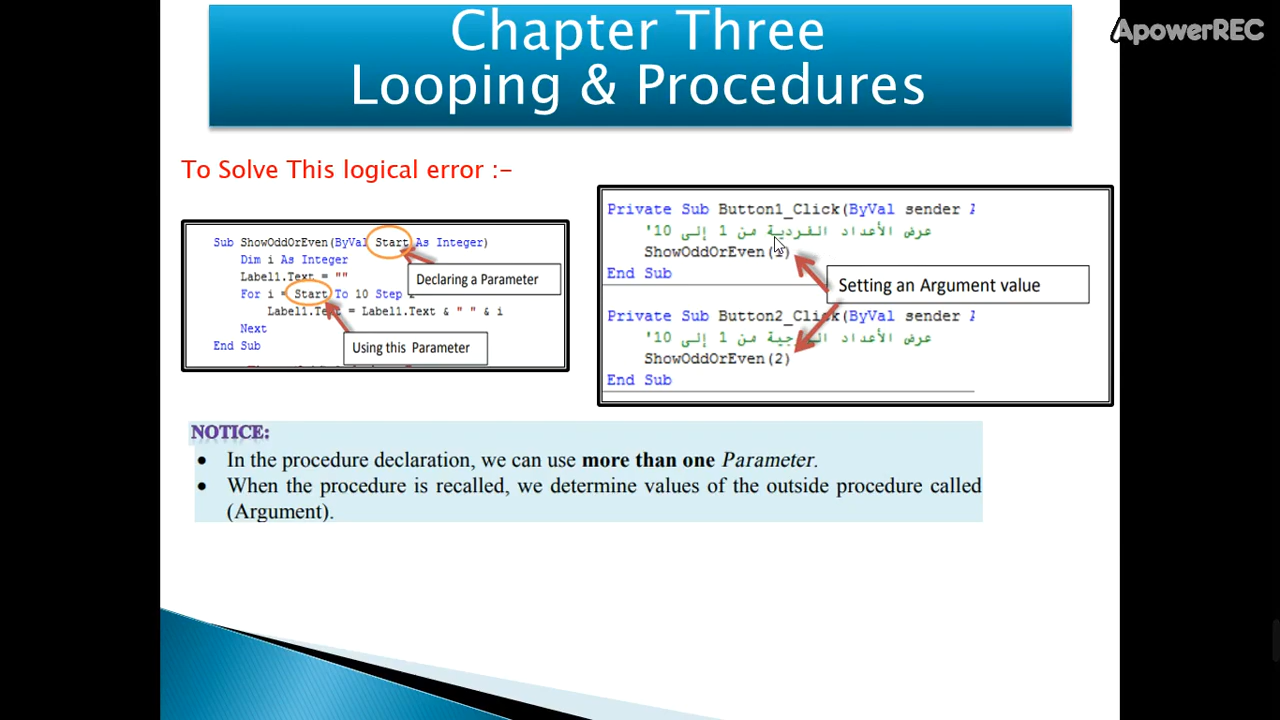 ApowerREC
Chapter Three
Looping & Procedures
To Solve This logical error :-
Sub ShowOddOrEven(ByVal Start As Integer)
Dim i As Integer
Label1.Text = ""
For i = Start To 10 Step
Label1.Text = Label1.Text & " " & i
Next
End Sub
Declaring a Parameter
Using this Parameter
Private Sub Button1_Click(ByVal sender
'عرض الأعداد الفردية من 1 إلى 10
ShowOddOrEven( )
End Sub
Private Sub Button2_Click(ByVal sender
'عرض الأعداد من 1 إلى 10
ShowOddOrEven(2)
End Sub
Setting an Argument value
NOTICE:
• In the procedure declaration, we can use more than one Parameter.
• When the procedure is recalled, we determine values of the outside procedure called
(Argument).